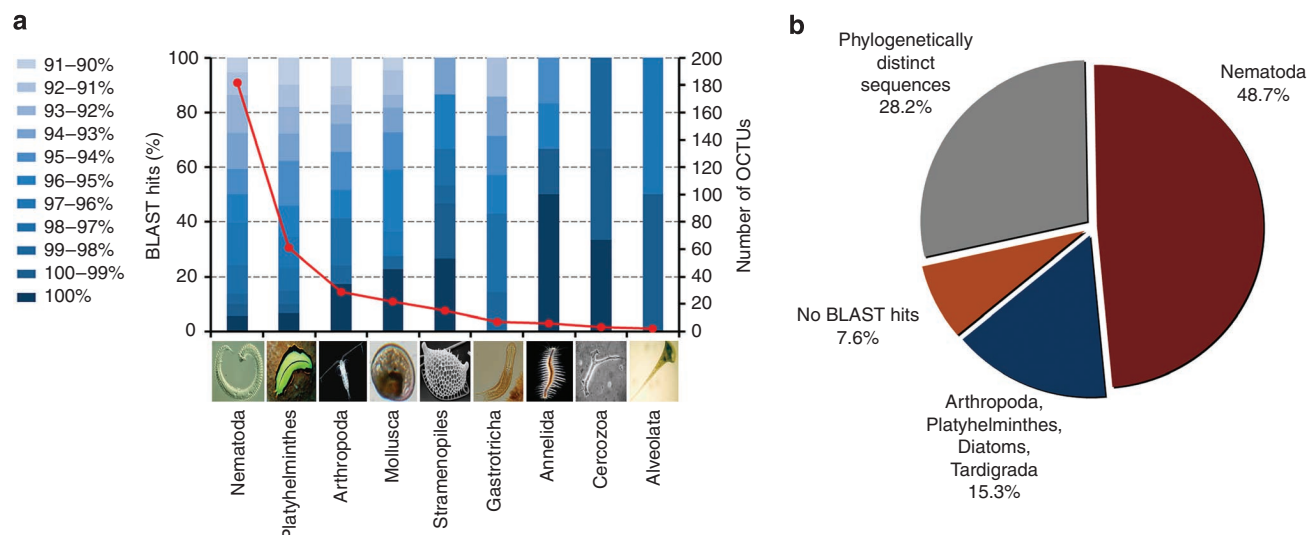 a
91–90%
92–91%
93–92%
94–93%
95–94%
96–95%
97–96%
98–97%
99–98%
100–99%
100%
BLAST hits (%)
100
80
60
40
20
0
200
180
160
140
120
100
80
60
40
20
0
Number of OCTUs
Nematoda
Platyhelminthes
Arthropoda
Mollusca
Stramenopiles
Gastrotricha
Annelida
Cercozoa
Alveolata
b
Phylogenetically
distinct
sequences
28.2%
Nematoda
48.7%
No BLAST hits
7.6%
Arthropoda,
Platyhelminthes,
Diatoms,
Tardigrada
15.3%